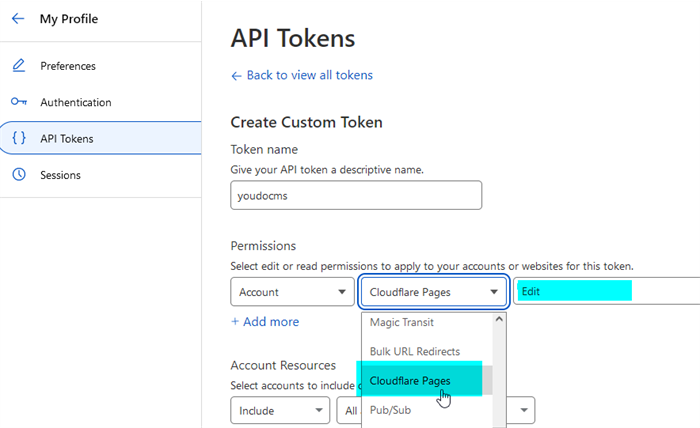 My Profile
Preferences
Authentication
API Tokens
Sessions
API Tokens
← Back to view all tokens
Create Custom Token
Token name
Give your API token a descriptive name.
youdocms
Permissions
Select edit or read permissions to apply to your accounts or websites for this token.
Account Cloudflare Pages Edit
+ Add more
Magic Transit
Bulk URL Redirects
Cloudflare Pages
Pub/Sub
Account Resources
Select accounts to include
Include All